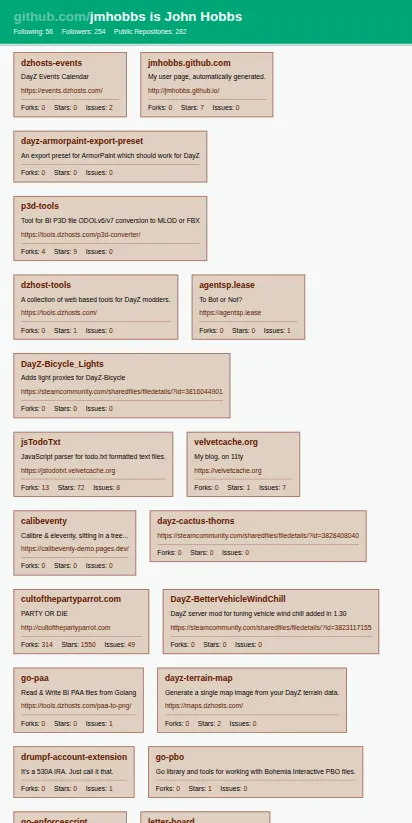 github.com/jmhobbs is John Hobbs
Following: 56 Followers: 254 Public Repositories: 282
dzhosts-events
DayZ Events Calendar
https://events.dzhosts.com/
Forks: 0 Stars: 0 Issues: 2
jmhobbs.github.com
My user page, automatically generated.
http://jmhobbs.github.io/
Forks: 0 Stars: 7 Issues: 0
dayz-armorpaint-export-preset
An export preset for ArmorPaint which should work for DayZ
Forks: 0 Stars: 0 Issues: 0
p3d-tools
Tool for BI P3D file ODOLv6/v7 conversion to MLOD or FBX
https://tools.dzhosts.com/p3d-converter/
Forks: 4 Stars: 9 Issues: 0
dzhost-tools
A collection of web based tools for DayZ modders.
https://tools.dzhosts.com/
Forks: 0 Stars: 1 Issues: 0
agentsp.lease
To Bot or Not?
https://agentsp.lease
Forks: 0 Stars: 0 Issues: 1
DayZ-Bicycle_Lights
Adds light proxies for DayZ-Bicycle
https://steamcommunity.com/sharedfiles/filedetails/?id=3816044901
Forks: 0 Stars: 0 Issues: 0
jsTodoTxt
JavaScript parser for todo.txt formatted text files.
https://jstodotxt.velvetcache.org
Forks: 13 Stars: 72 Issues: 8
velvetcache.org
My blog, on 11ty
https://velvetcache.org
Forks: 0 Stars: 1 Issues: 7
calibeventy
Calibre & eleventy, sitting in a tree...
https://calibeventy-demo.pages.dev/
Forks: 0 Stars: 0 Issues: 0
dayz-cactus-thorns
https://steamcommunity.com/sharedfiles/filedetails/?id=3828408040
Forks: 0 Stars: 0 Issues: 0
cultofthepartyparrot.com
PARTY OR DIE
http://cultofthepartyparrot.com
Forks: 314 Stars: 1550 Issues: 49
DayZ-BetterVehicleWindChill
DayZ server mod for tuning vehicle wind chill added in 1.30
https://steamcommunity.com/sharedfiles/filedetails/?id=3823117155
Forks: 0 Stars: 0 Issues: 0
go-paa
Read & Write BI PAA files from Golang
https://tools.dzhosts.com/paa-to-png/
Forks: 0 Stars: 0 Issues: 1
dayz-terrain-map
Generate a single map image from your DayZ terrain data.
https://maps.dzhosts.com/
Forks: 0 Stars: 2 Issues: 0
drumpf-account-extension
It's a 530A IRA. Just call it that.
Forks: 0 Stars: 0 Issues: 1
go-pbo
Go library and tools for working with Bohemia Interactive PBO files.
Forks: 0 Stars: 1 Issues: 0
go-enforcescript
letter-board